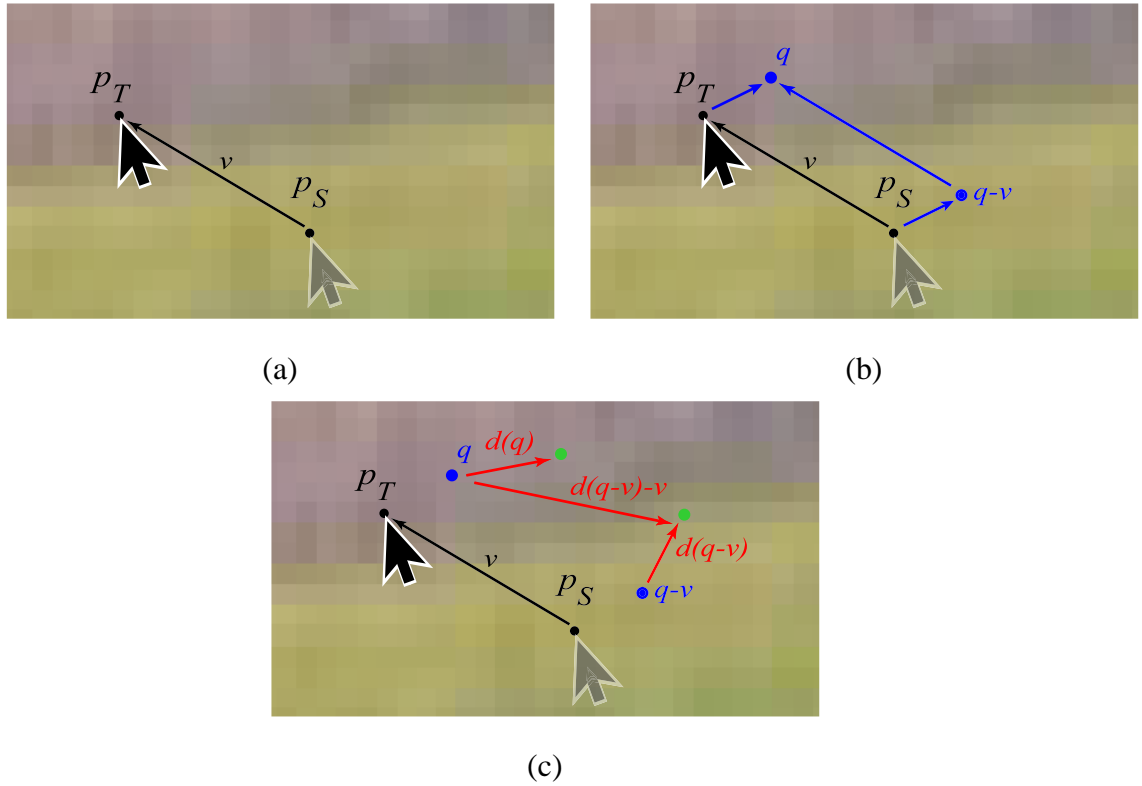 p_T
v
p_S
(a)
q
p_T
v
p_S
q-v
(b)
q
d(q)
p_T
d(q-v)-v
d(q-v)
v
p_S
q-v
(c)